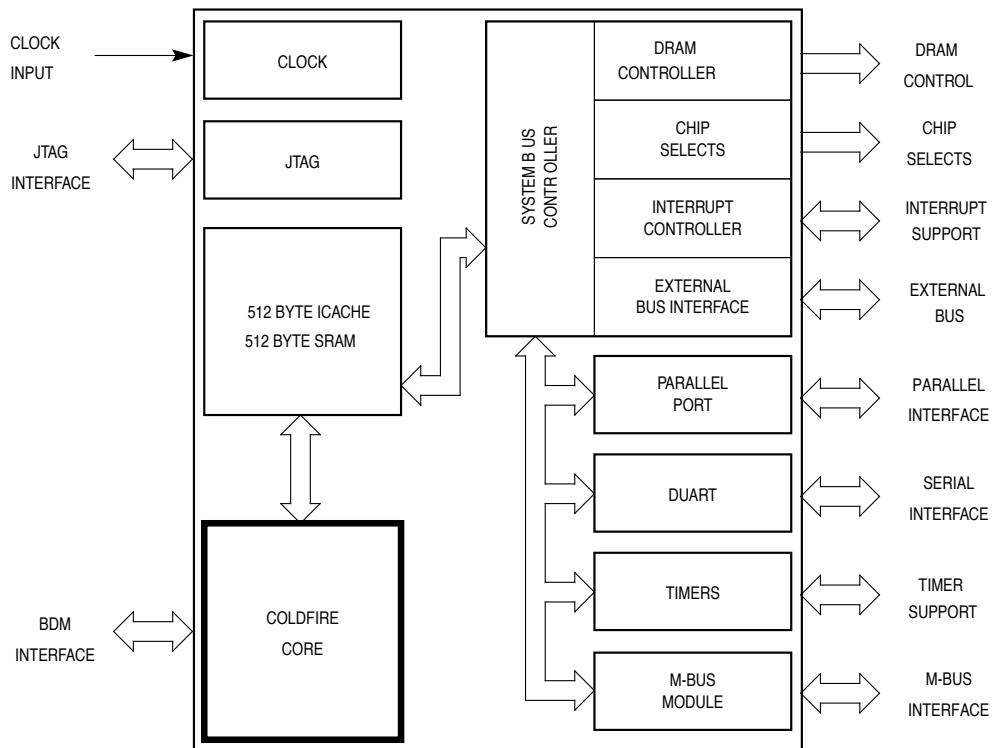 CLOCK
INPUT
JTAG
INTERFACE
BDM
INTERFACE
CLOCK
JTAG
512 BYTE ICACHE
512 BYTE SRAM
COLDFIRE
CORE
SYSTEM B US
CONTR OLLER
DRAM
CONTROLLER
CHIP
SELECTS
INTERRUPT
CONTROLLER
EXTERNAL
BUS INTERFACE
PARALLEL
PORT
DUART
TIMERS
M-BUS
MODULE
DRAM
CONTROL
CHIP
SELECTS
INTERRUPT
SUPPORT
EXTERNAL
BUS
PARALLEL
INTERFACE
SERIAL
INTERFACE
TIMER
SUPPORT
M-BUS
INTERFACE